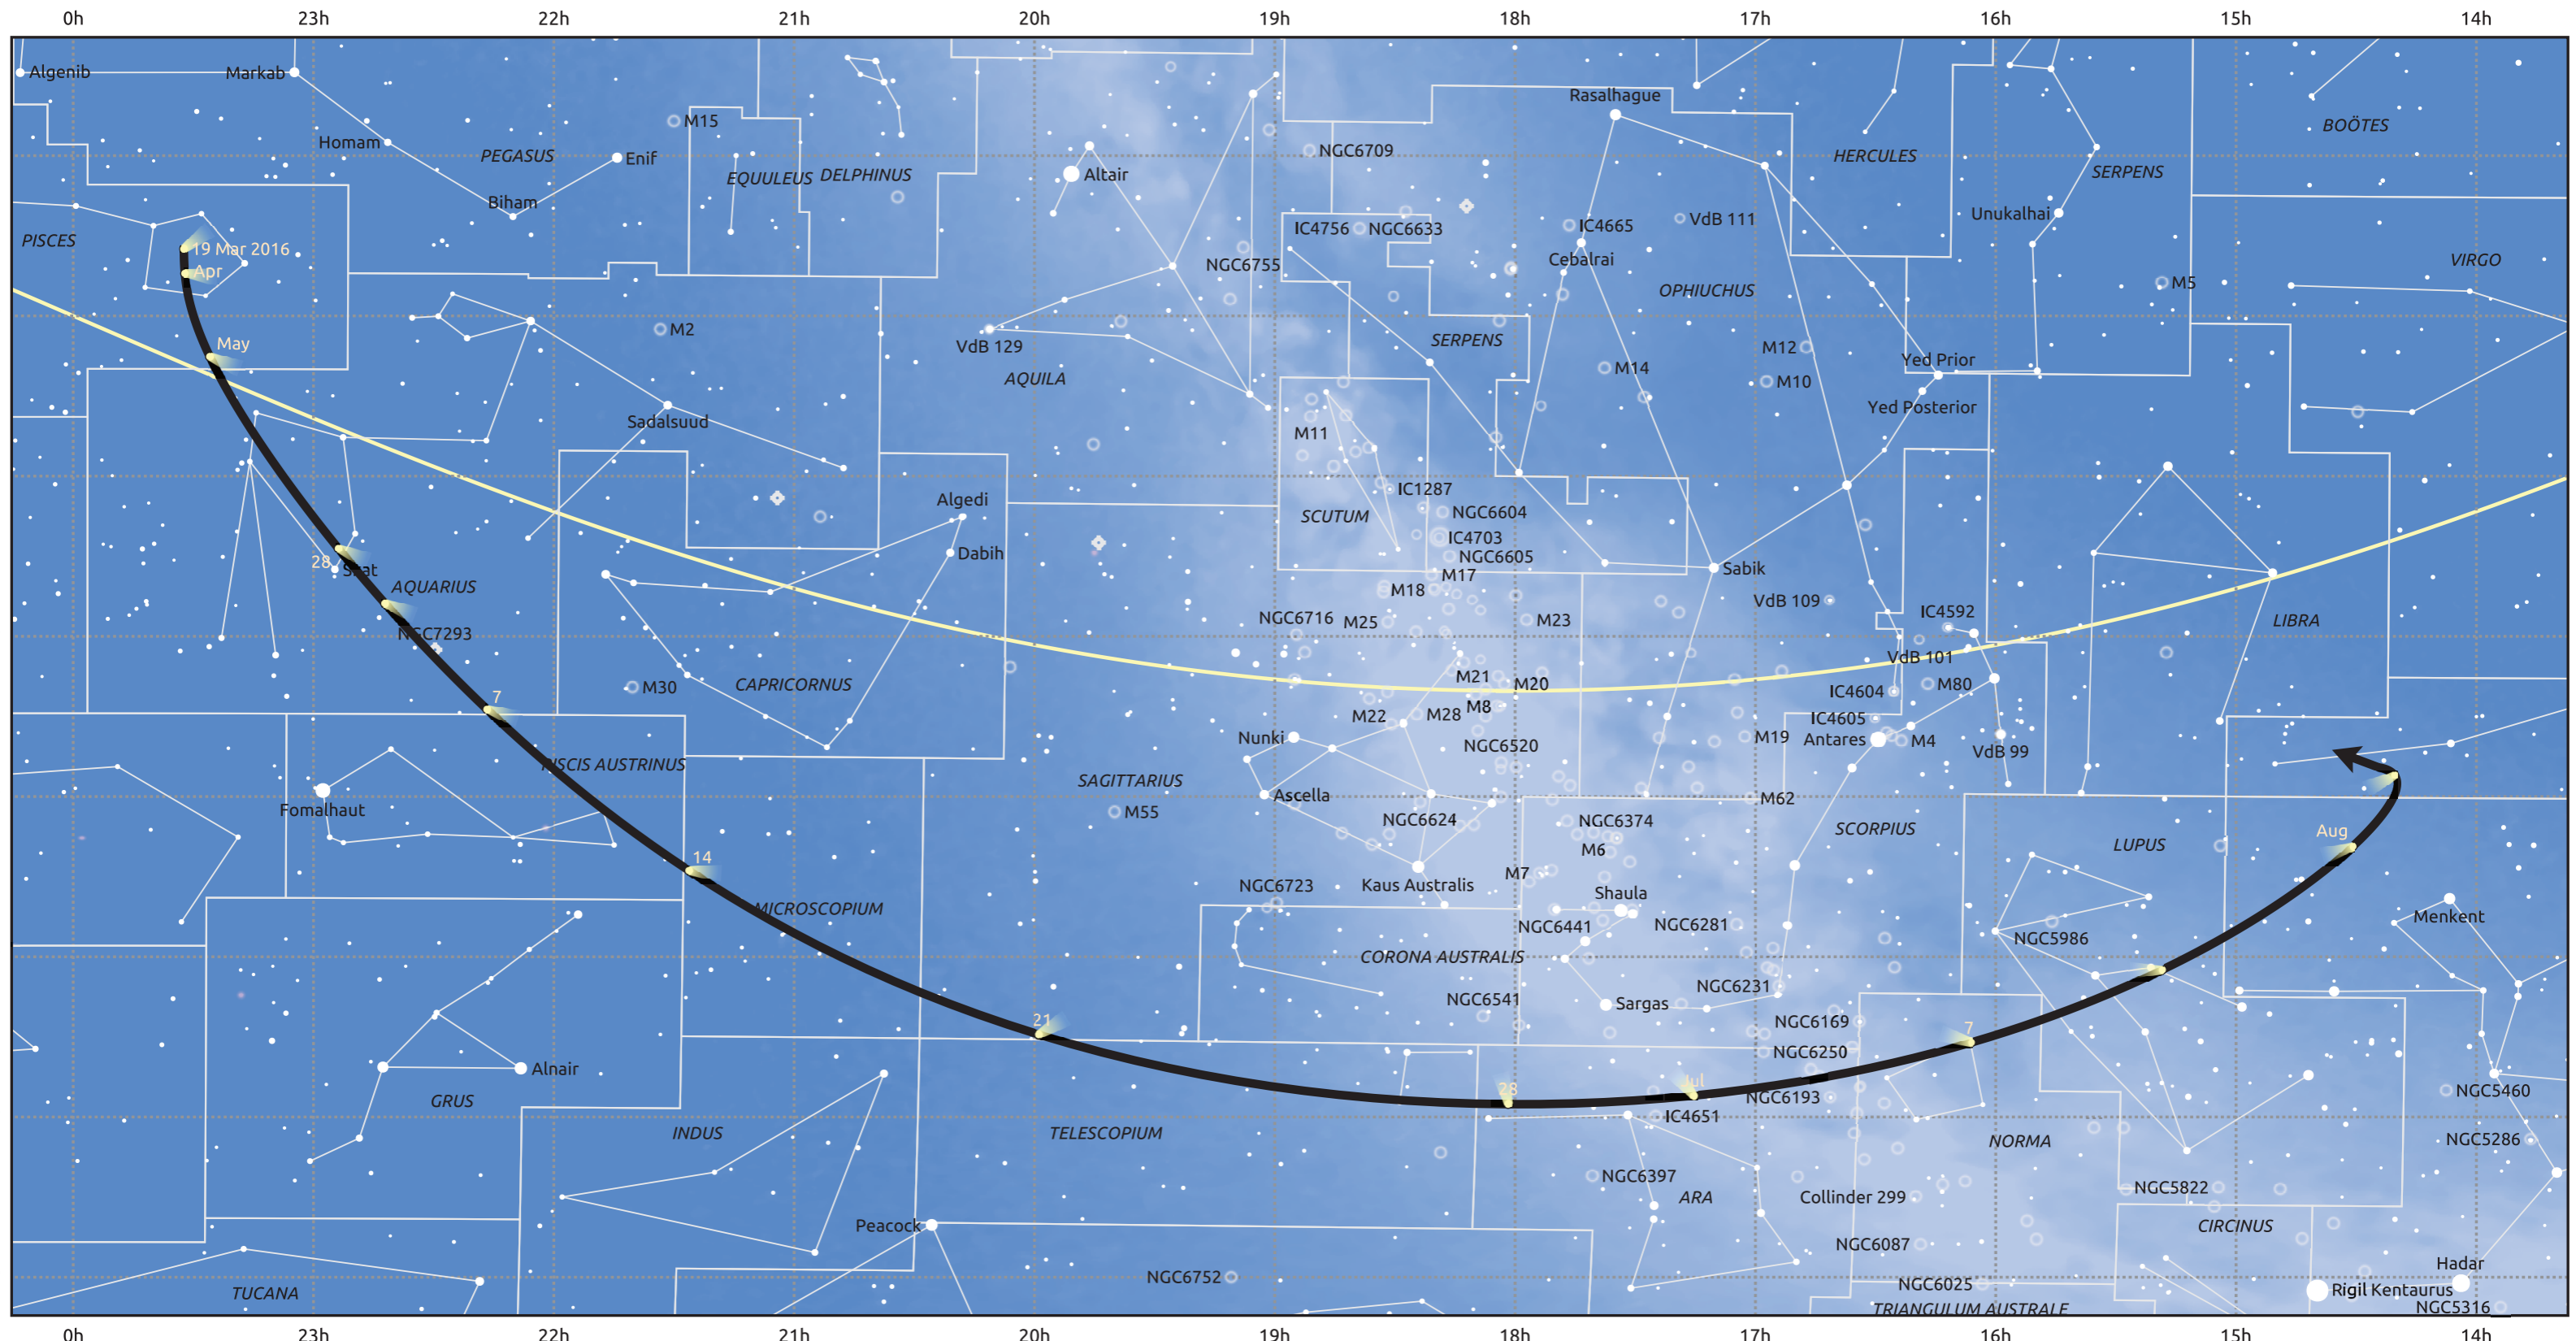 0h 23h 22h 21h 20h 19h 18h 17h 16h 15h 14h
Algenib
Markab
Rasalhague
M15
BOÖTES
Homam
PEGASUS
Enif
NGC6709
HERCULES
EQUULEUS
DELPHINUS
Altair
SERPENS
Biham
Unukalhai
VdB 111
IC4665
IC4756
NGC6633
PISCES
19 Mar 2016
Cebalrai
VIRGO
NGC6755
Apr
M5
OPHIUCHUS
M2
May
VdB 129
SERPENS
M12
Yed Prior
M14
AQUILA
M10
Yed Posterior
Sadalsuud
M11
IC1287
Algedi
SCUTUM
NGC6604
IC4703
Dabih
NGC6605
28
Skat
M17
Sabik
AQUARIUS
M18
VdB 109
IC4592
NGC6716
M25
M23
LIBRA
NGC7293
VdB 101
M21
M20
M30
CAPRICORNUS
IC4604
M80
7
M8
M22
M28
IC4605
Nunki
M19
Antares
M4
NGC6520
VdB 99
PISCIS AUSTRINUS
SAGITTARIUS
Ascella
M62
Fomalhaut
M55
NGC6624
NGC6374
SCORPIUS
Aug
LUPUS
M6
14
M7
Kaus Australis
NGC6723
Shaula
MICROSCOPIUM
Menkent
NGC6441
NGC6281
NGC5986
CORONA AUSTRALIS
NGC6231
NGC6541
Sargas
21
NGC6169
7
NGC6250
Alnair
Jul
28
NGC5460
NGC6193
GRUS
IC4651
INDUS
TELESCOPIUM
NORMA
NGC5286
NGC6397
NGC5822
ARA
Collinder 299
Peacock
CIRCINUS
NGC6087
Hadar
NGC6752
NGC6025
Rigil Kentaurus
TUCANA
TRIANGULUM AUSTRALE
NGC5316
0h 23h 22h 21h 20h 19h 18h 17h 16h 15h 14h